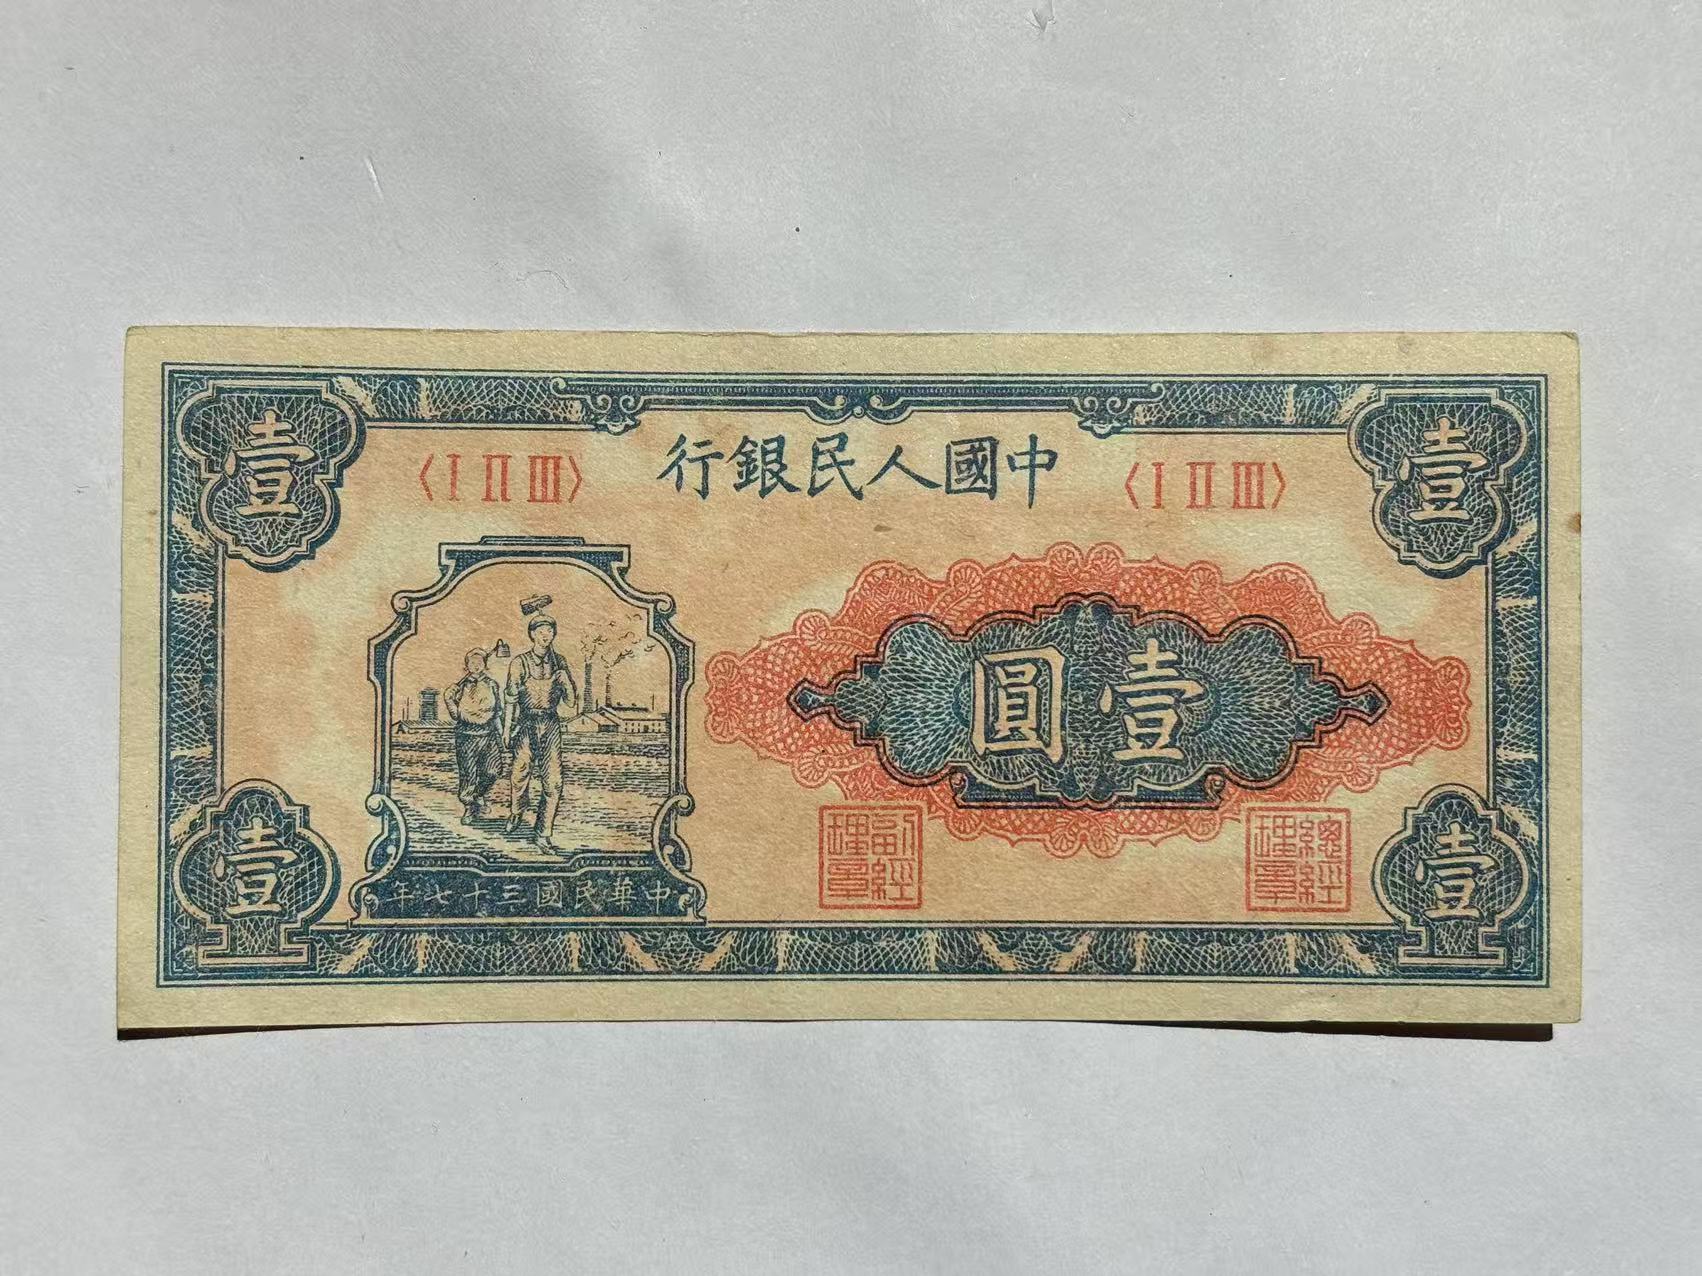 中國人民銀行
〈I II III〉
〈I II III〉
壹
壹
壹圓
中華民國三十七年
總經理章
副經理章
壹
壹